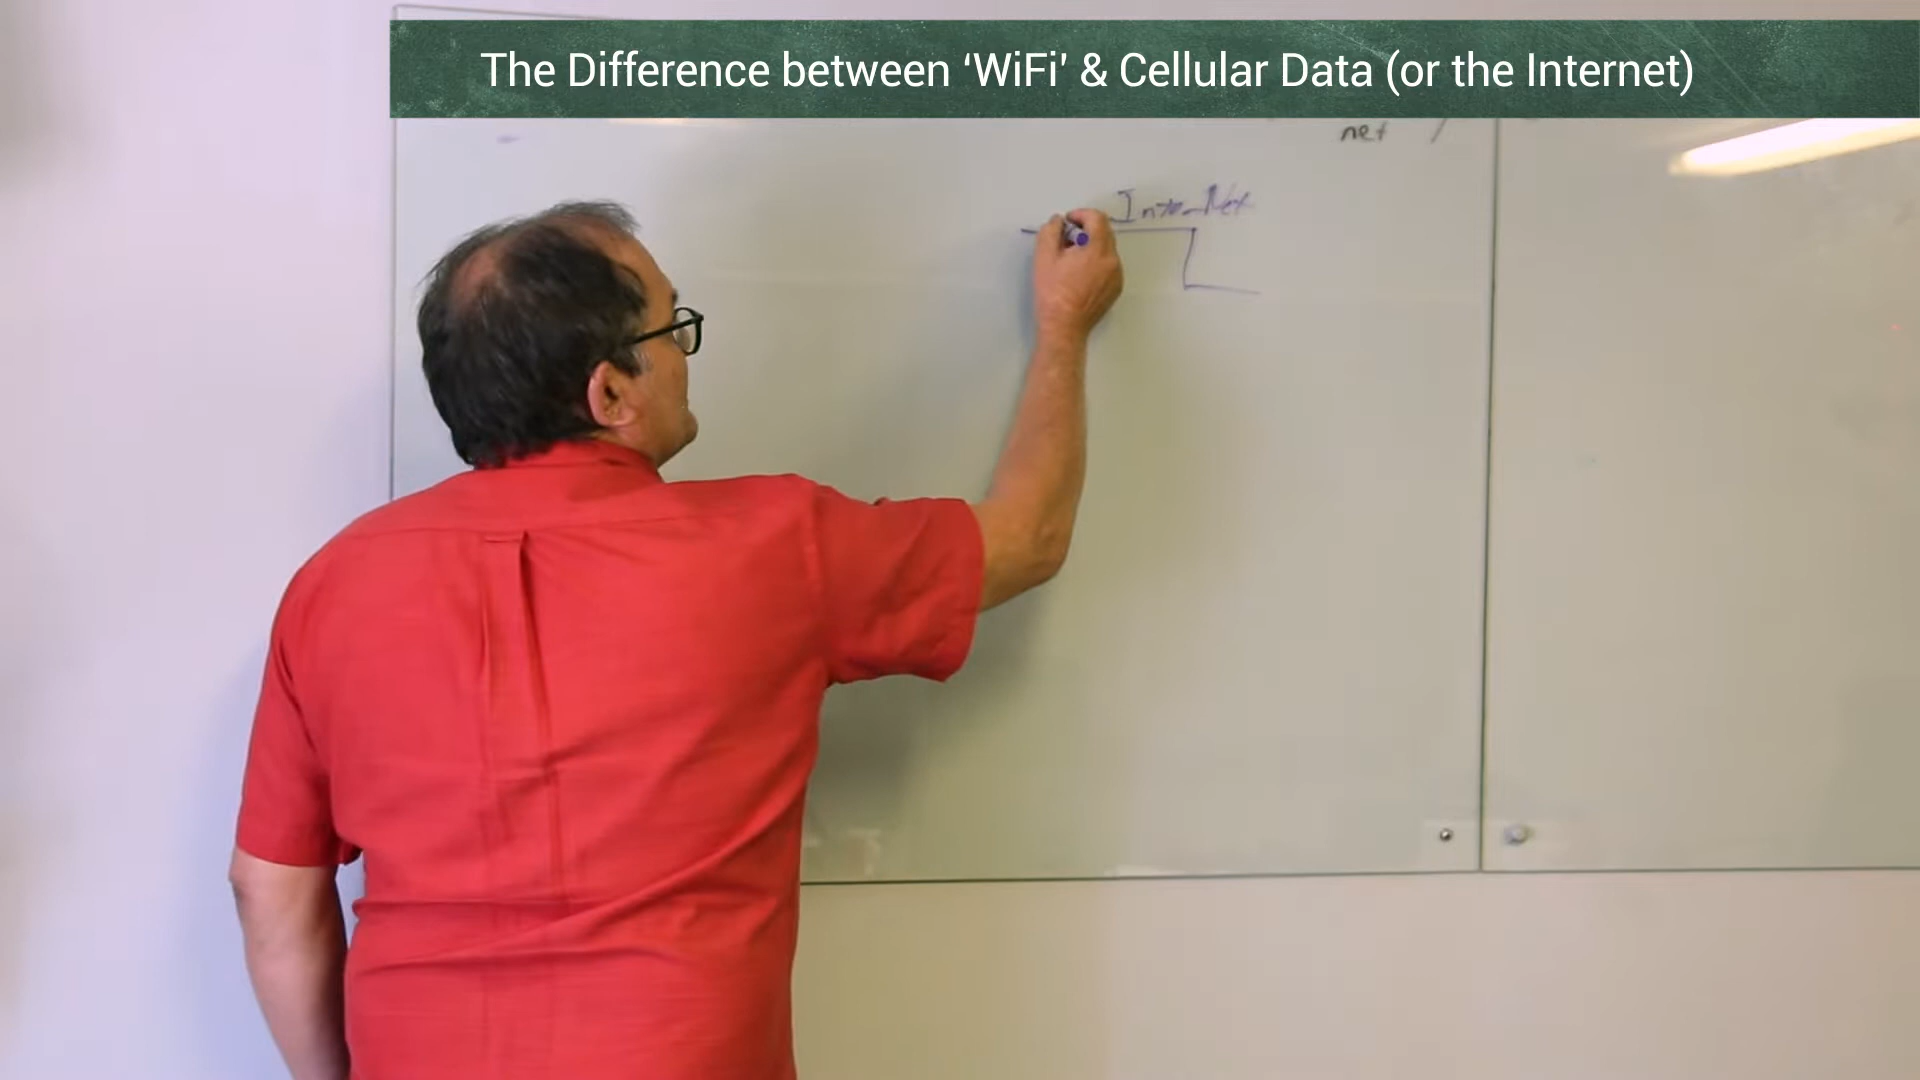 The Difference between ‘WiFi’ & Cellular Data (or the Internet)
net
InterNet